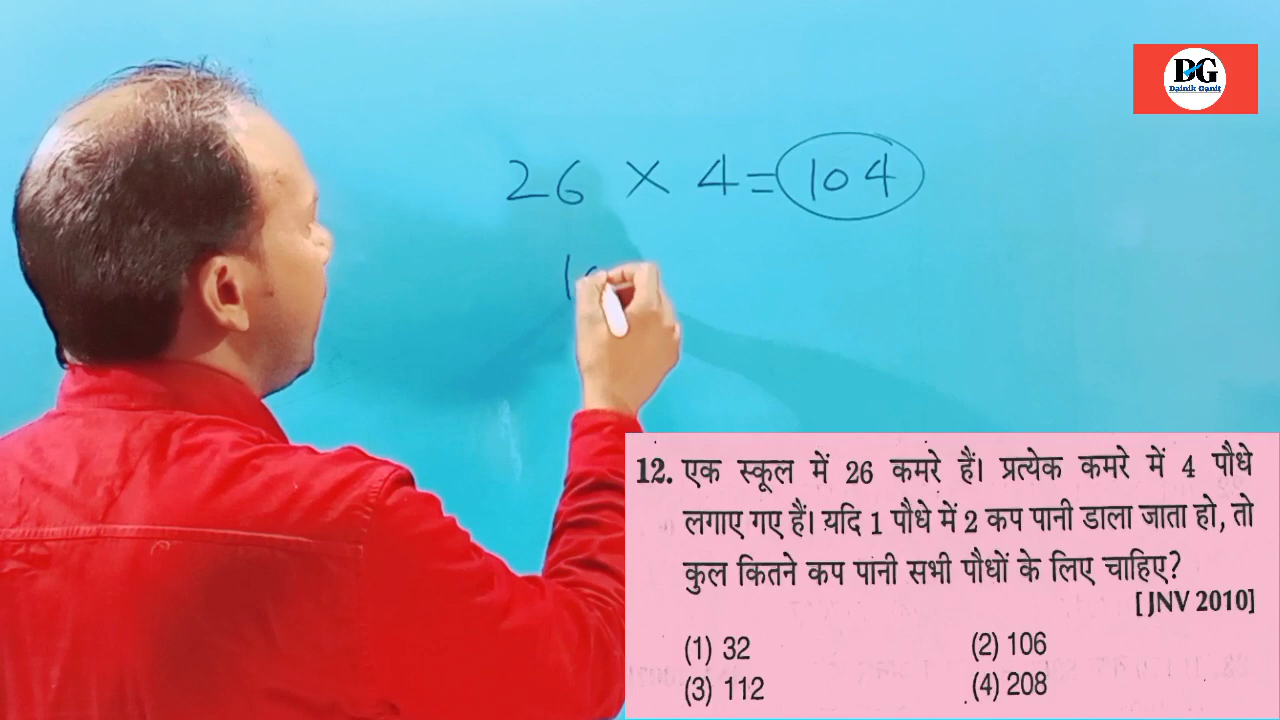 DG
Dainik Ganit
26 × 4 = 104
12. एक स्कूल में 26 कमरे हैं। प्रत्येक कमरे में 4 पौधे
लगाए गए हैं। यदि 1 पौधे में 2 कप पानी डाला जाता हो, तो
कुल कितने कप पानी सभी पौधों के लिए चाहिए?
[JNV 2010]
(1) 32 (2) 106
(3) 112 (4) 208